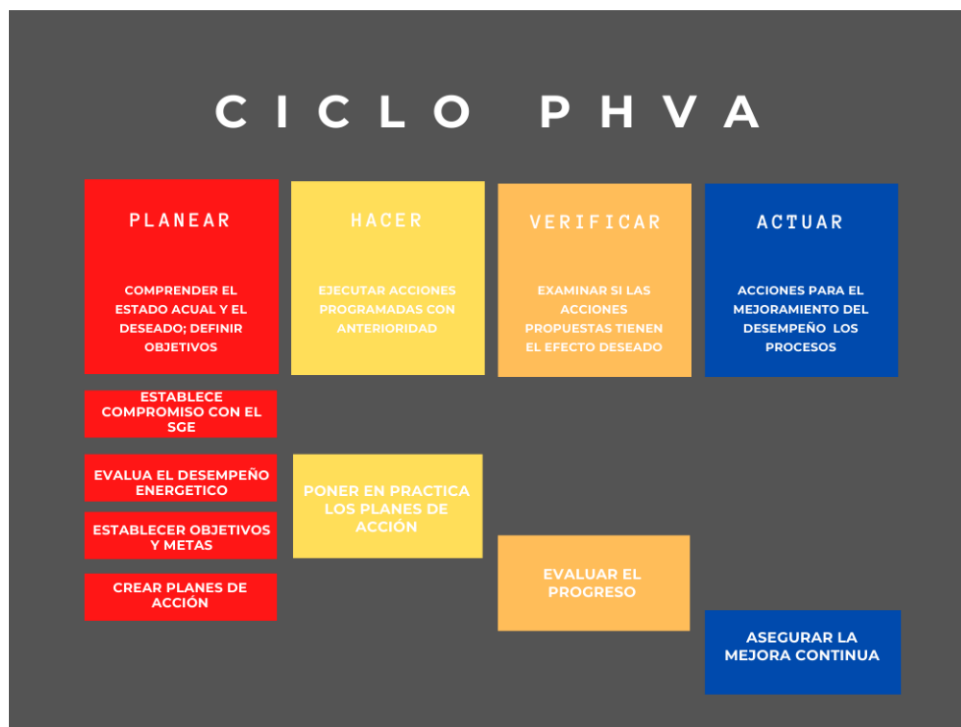 CICLO PHVA
PLANEAR
COMPRENDER EL
ESTADO ACUAL Y EL
DESEADO; DEFINIR
OBJETIVOS
HACER
EJECUTAR ACCIONES
PROGRAMADAS CON
ANTERIORIDAD
VERIFICAR
EXAMINAR SI LAS
ACCIONES
PROPUESTAS TIENEN
EL EFECTO DESEADO
ACTUAR
ACCIONES PARA EL
MEJORAMIENTO DEL
DESEMPEÑO LOS
PROCESOS
ESTABLECE
COMPROMISO CON EL
SGE
EVALUA EL DESEMPEÑO
ENERGETICO
ESTABLECER OBJETIVOS
Y METAS
CREAR PLANES DE
ACCIÓN
PONER EN PRACTICA
LOS PLANES DE
ACCIÓN
EVALUAR EL
PROGRESO
ASEGURAR LA
MEJORA CONTINUA